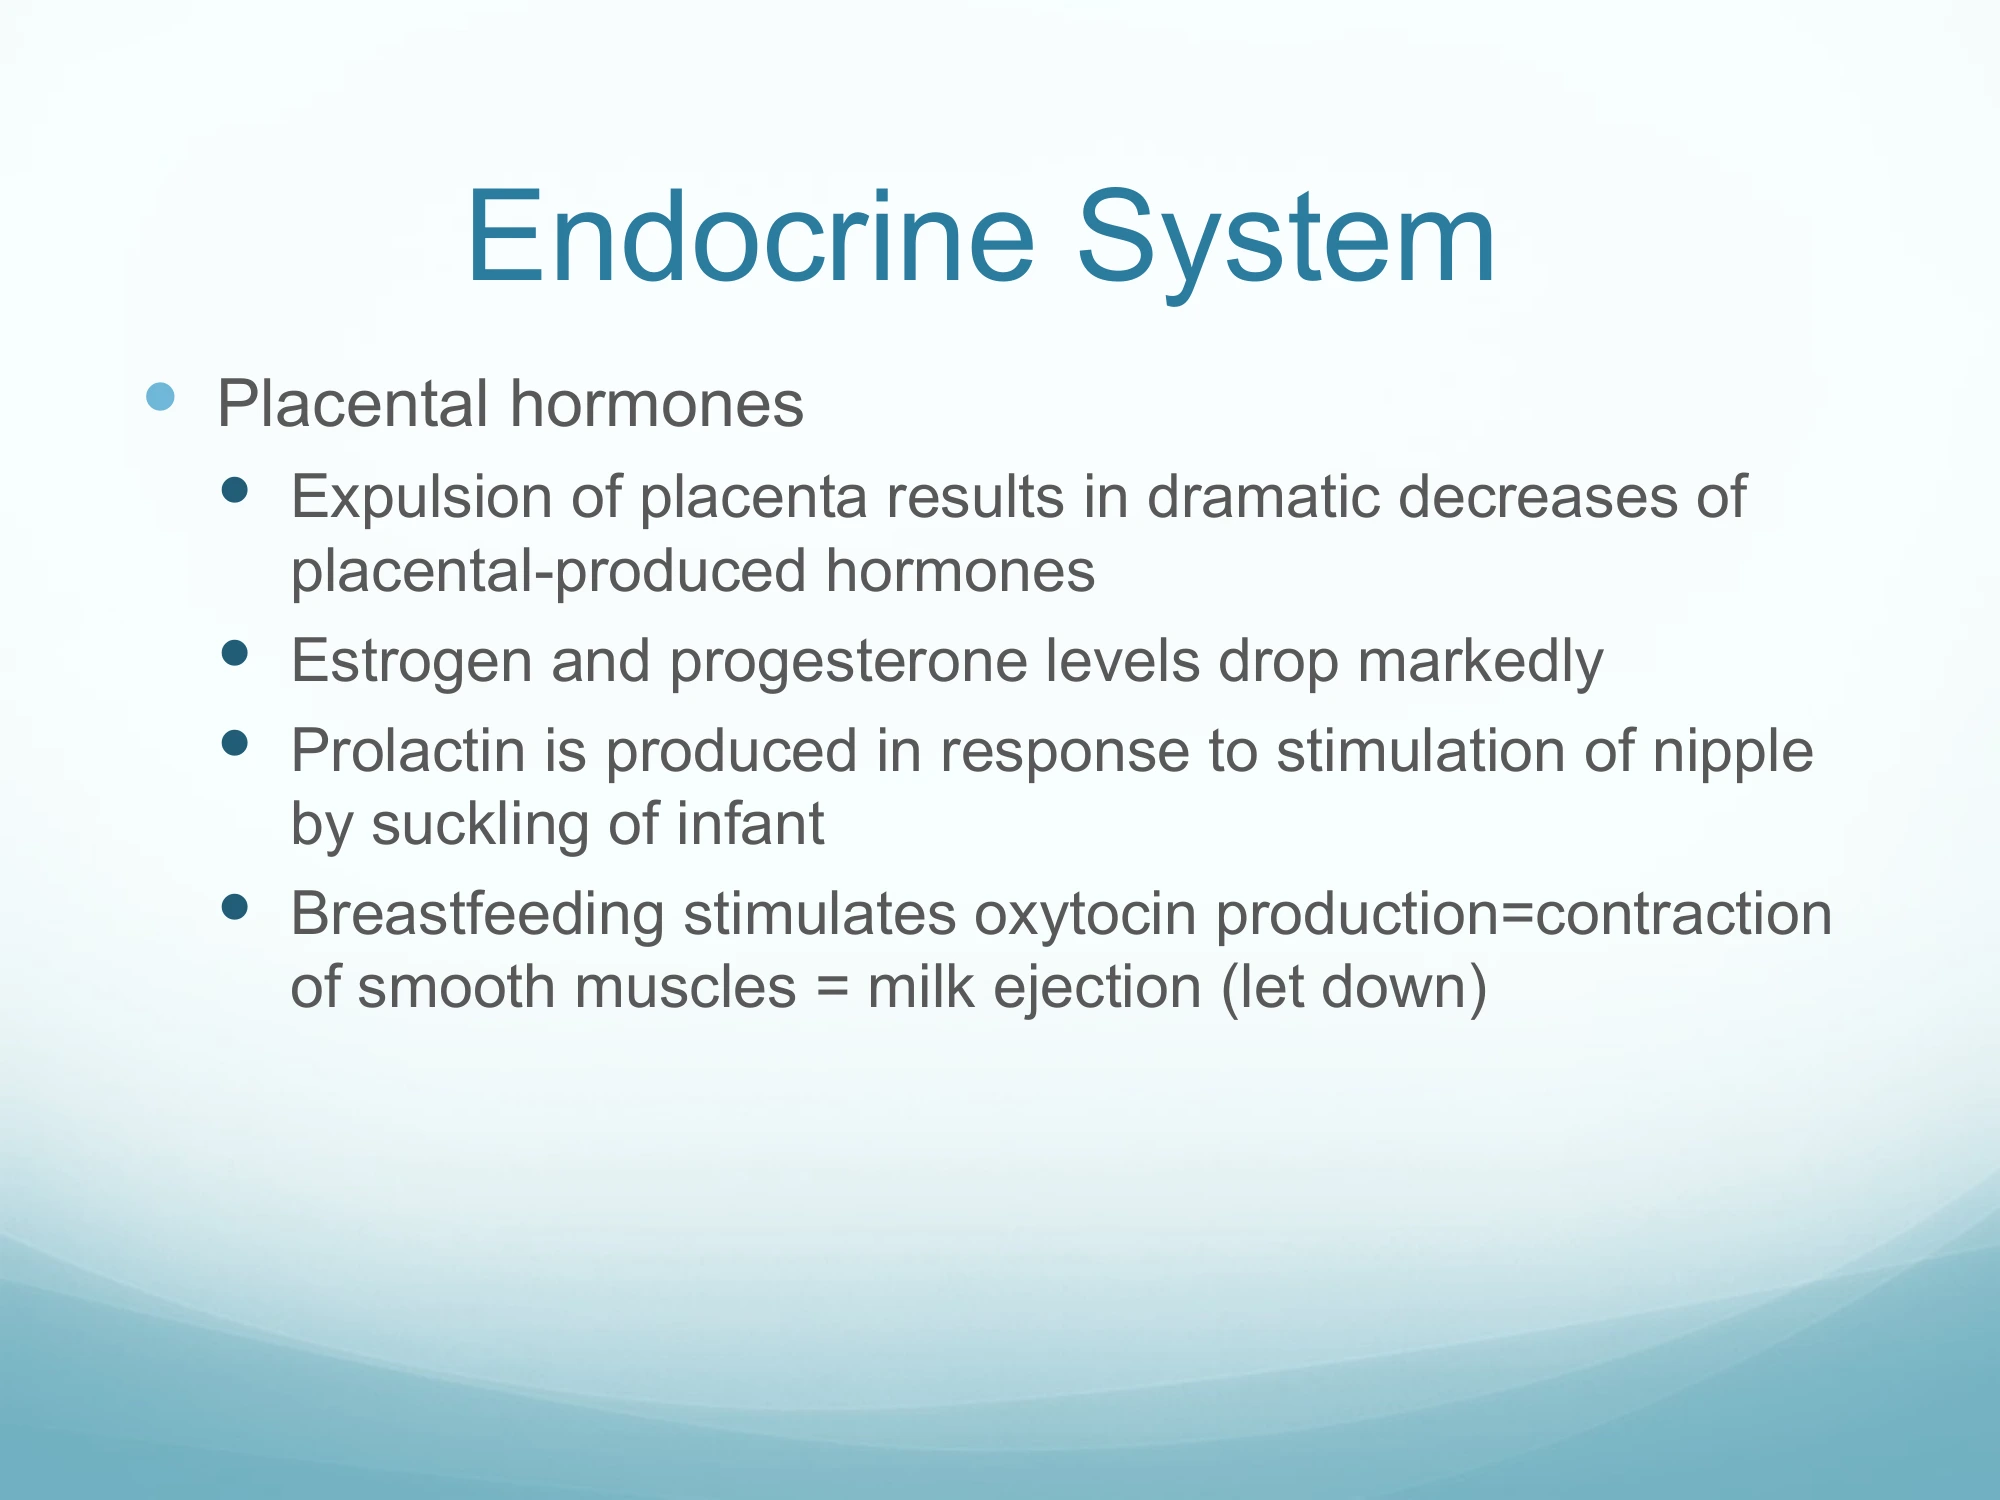 Endocrine System
• Placental hormones
• Expulsion of placenta results in dramatic decreases of
placental-produced hormones
• Estrogen and progesterone levels drop markedly
• Prolactin is produced in response to stimulation of nipple
by suckling of infant
• Breastfeeding stimulates oxytocin production=contraction
of smooth muscles = milk ejection (let down)